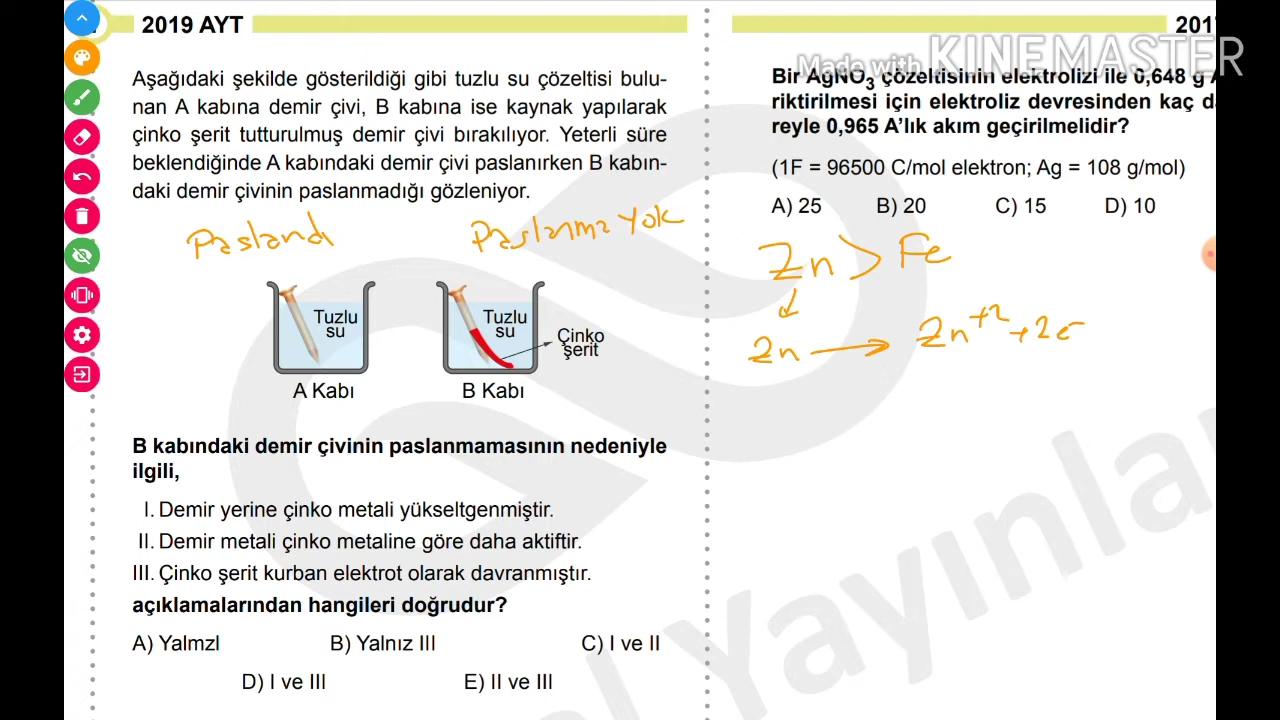 2019 AYT
Aşağıdaki şekilde gösterildiği gibi tuzlu su çözeltisi bulu-
nan A kabına demir çivi, B kabına ise kaynak yapılarak
çinko şerit tutturulmuş demir çivi bırakılıyor. Yeterli süre
beklendiğinde A kabındaki demir çivi paslanırken B kabın-
daki demir çivinin paslanmadığı gözleniyor.
Paslandı
Paslanma Yok
Tuzlu
su
A Kabı
Tuzlu
su
Çinko
şerit
B Kabı
B kabındaki demir çivinin paslanmamasının nedeniyle
ilgili,
I. Demir yerine çinko metali yükseltgenmiştir.
II. Demir metali çinko metaline göre daha aktiftir.
III. Çinko şerit kurban elektrot olarak davranmıştır.
açıklamalarından hangileri doğrudur?
A) Yalmzl B) Yalnız III C) I ve II
D) I ve III E) II ve III
201
Made with KINEMASTER
Bir AgNO3 çözeltisinin elektrolizi ile 0,648 g
riktirilmesi için elektroliz devresinden kaç
reyle 0,965 A'lık akım geçirilmelidir?
(1F = 96500 C/mol elektron; Ag = 108 g/mol)
A) 25 B) 20 C) 15 D) 10
Zn > Fe
Zn → Zn+2 + 2e-
Yayınlar